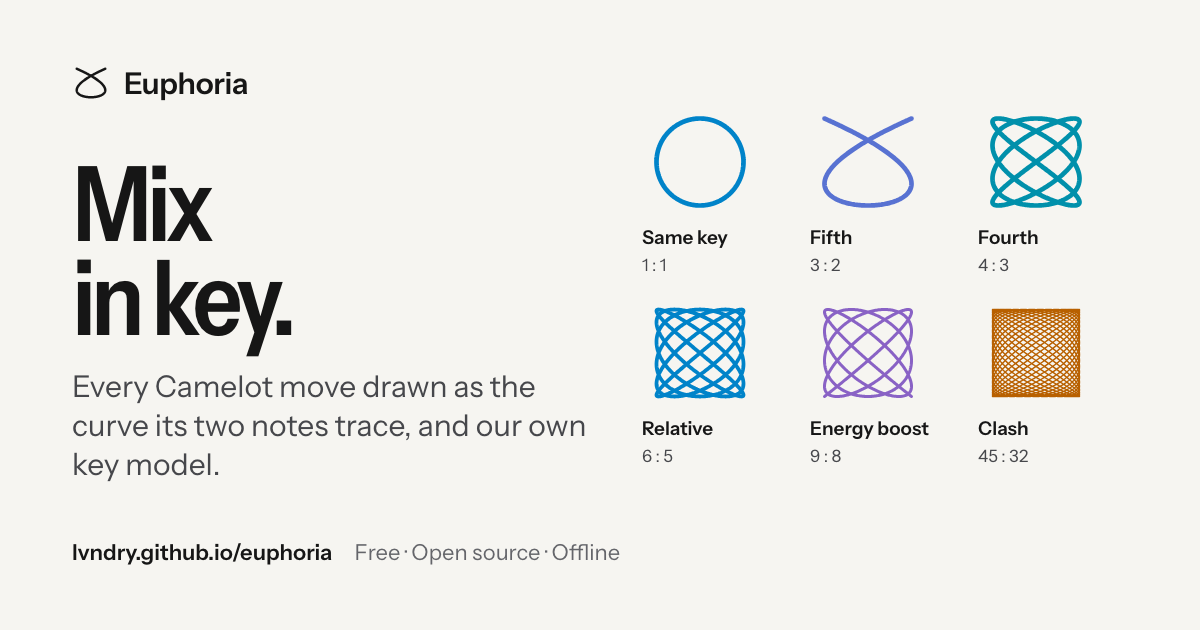 Euphoria
Mix
in key.
Every Camelot move drawn as the
curve its two notes trace, and our own
key model.
lvndry.github.io/euphoria Free · Open source · Offline
Same key
1 : 1
Fifth
3 : 2
Fourth
4 : 3
Relative
6 : 5
Energy boost
9 : 8
Clash
45 : 32